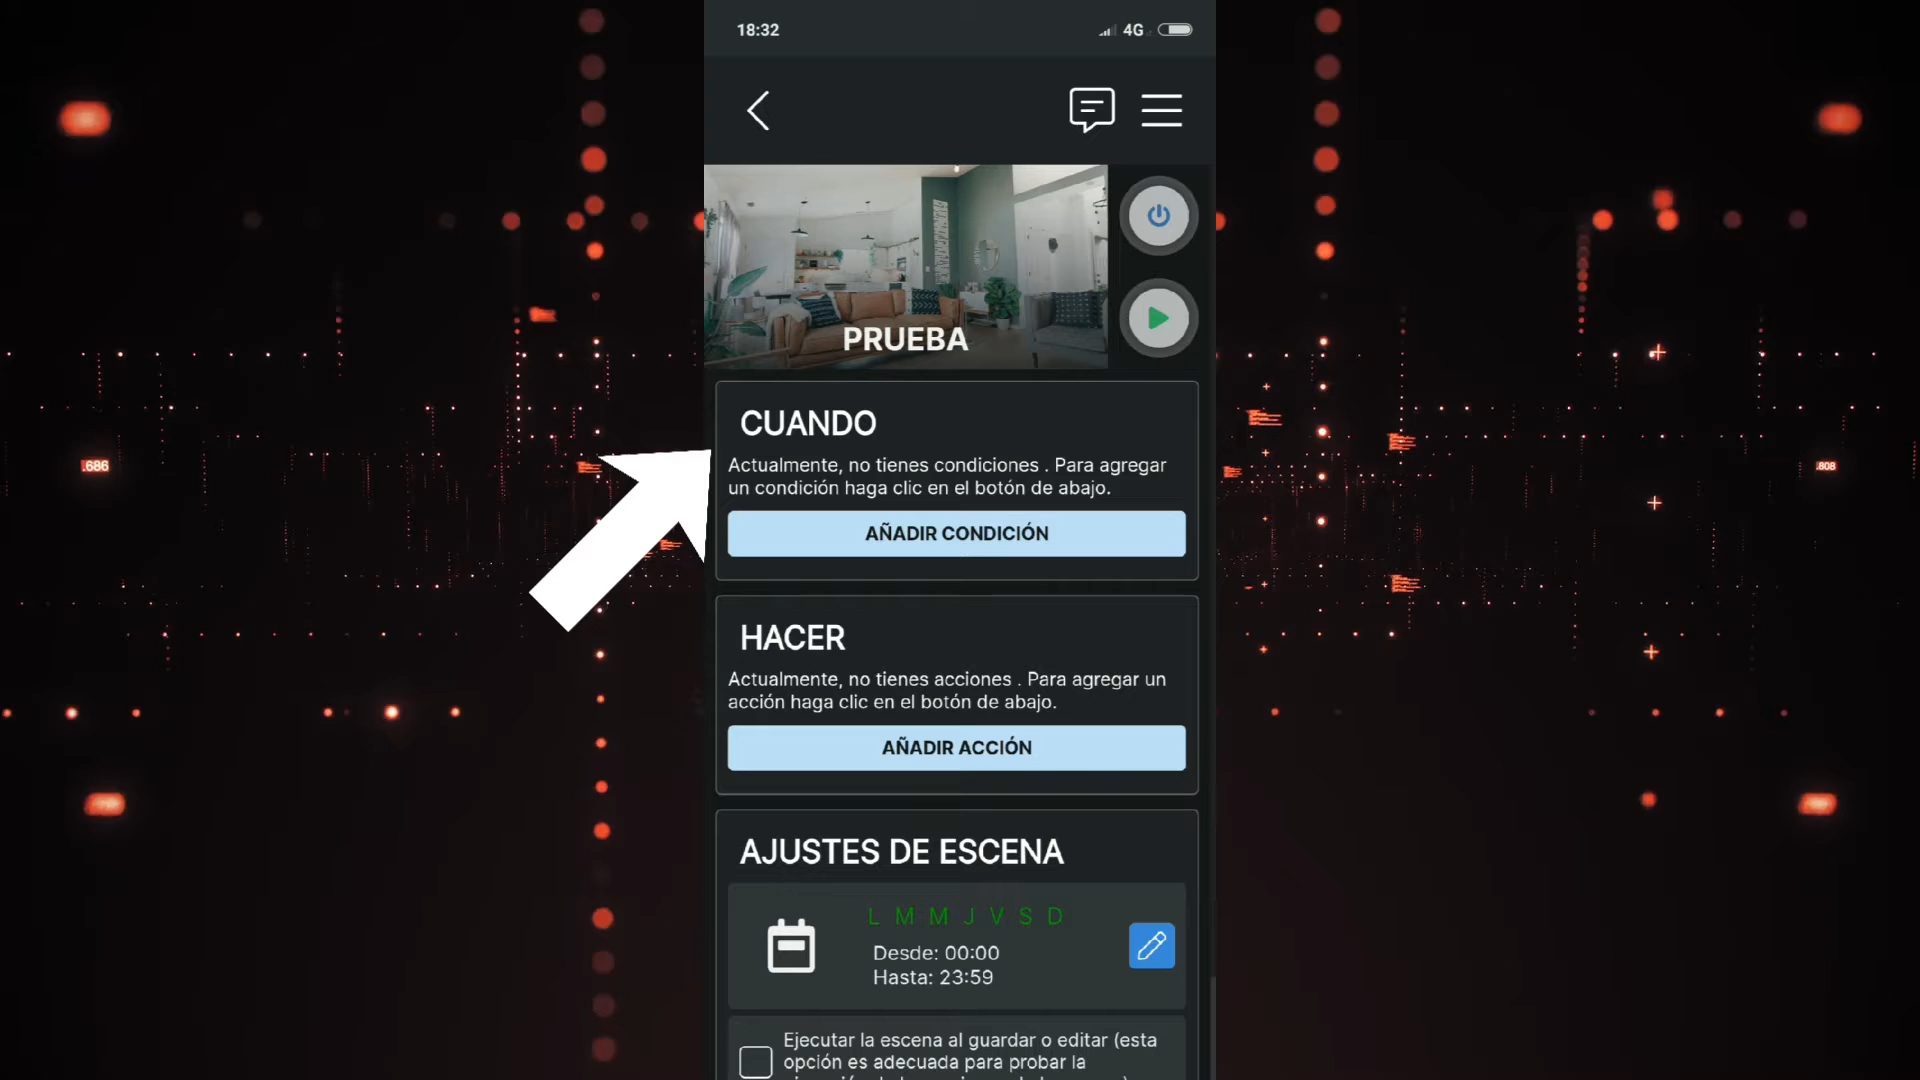 18:32
4G
PRUEBA
CUANDO
Actualmente, no tienes condiciones . Para agregar
un condición haga clic en el botón de abajo.
AÑADIR CONDICIÓN
HACER
Actualmente, no tienes acciones . Para agregar un
acción haga clic en el botón de abajo.
AÑADIR ACCIÓN
AJUSTES DE ESCENA
L M M J V S D
Desde: 00:00
Hasta: 23:59
Ejecutar la escena al guardar o editar (esta
opción es adecuada para probar la
.686
.808